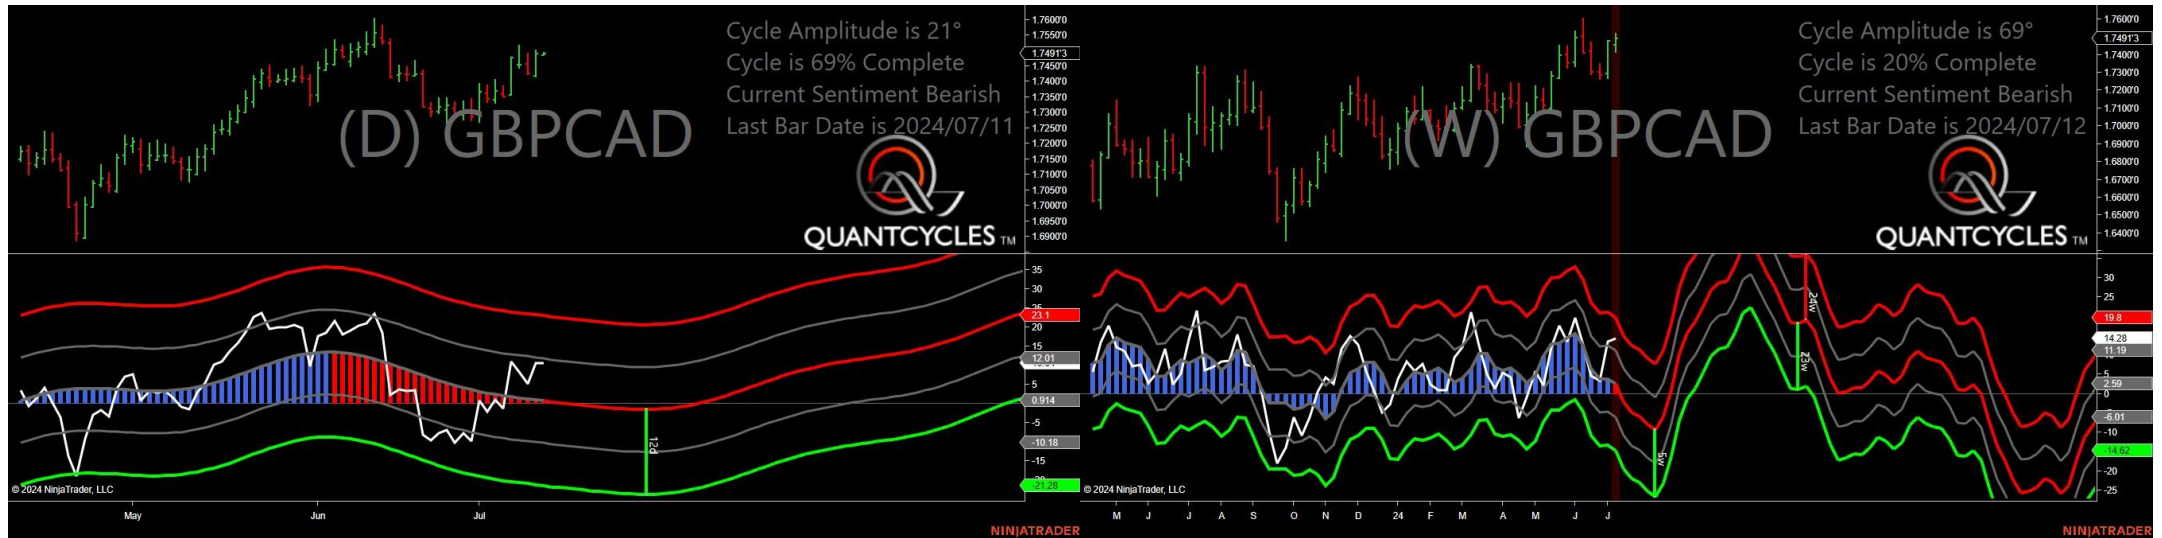 Cycle Amplitude is 21°
Cycle is 69% Complete
Current Sentiment Bearish
Last Bar Date is 2024/07/11
(D) GBPCAD
QUANTCYCLES TM
1.7600'0
1.7550'0
1.7491'3
1.7450'0
1.7400'0
1.7350'0
1.7300'0
1.7250'0
1.7200'0
1.7150'0
1.7100'0
1.7050'0
1.7000'0
1.6950'0
1.6900'0
35
30
25
23.1
20
15
12.01
5
0.914
-5
-10.18
-15
-21.28
12d
© 2024 NinjaTrader, LLC
May
Jun
Jul
NINJATRADER
Cycle Amplitude is 69°
Cycle is 20% Complete
Current Sentiment Bearish
Last Bar Date is 2024/07/12
(W) GBPCAD
QUANTCYCLES TM
1.7600'0
1.7491'3
1.7400'0
1.7300'0
1.7200'0
1.7100'0
1.7000'0
1.6900'0
1.6800'0
1.6700'0
1.6600'0
1.6500'0
1.6400'0
30
25
19.8
14.28
11.19
5
2.59
0
-6.01
-10
-14.62
-20
-25
24w
23w
5w
© 2024 NinjaTrader, LLC
M
J
J
A
S
O
N
D
24
F
M
A
M
J
J
NINJATRADER